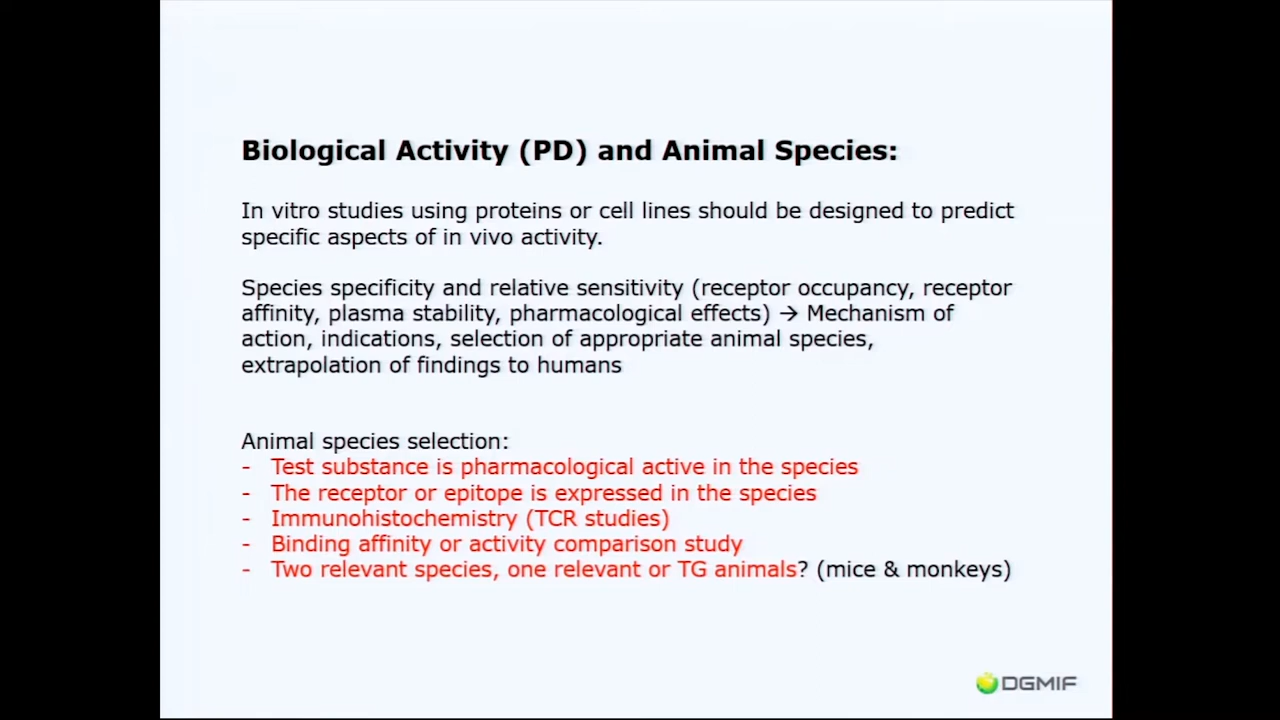 Biological Activity (PD) and Animal Species:
In vitro studies using proteins or cell lines should be designed to predict
specific aspects of in vivo activity.
Species specificity and relative sensitivity (receptor occupancy, receptor
affinity, plasma stability, pharmacological effects) → Mechanism of
action, indications, selection of appropriate animal species,
extrapolation of findings to humans
Animal species selection:
- Test substance is pharmacological active in the species
- The receptor or epitope is expressed in the species
- Immunohistochemistry (TCR studies)
- Binding affinity or activity comparison study
- Two relevant species, one relevant or TG animals? (mice & monkeys)
DGMIF